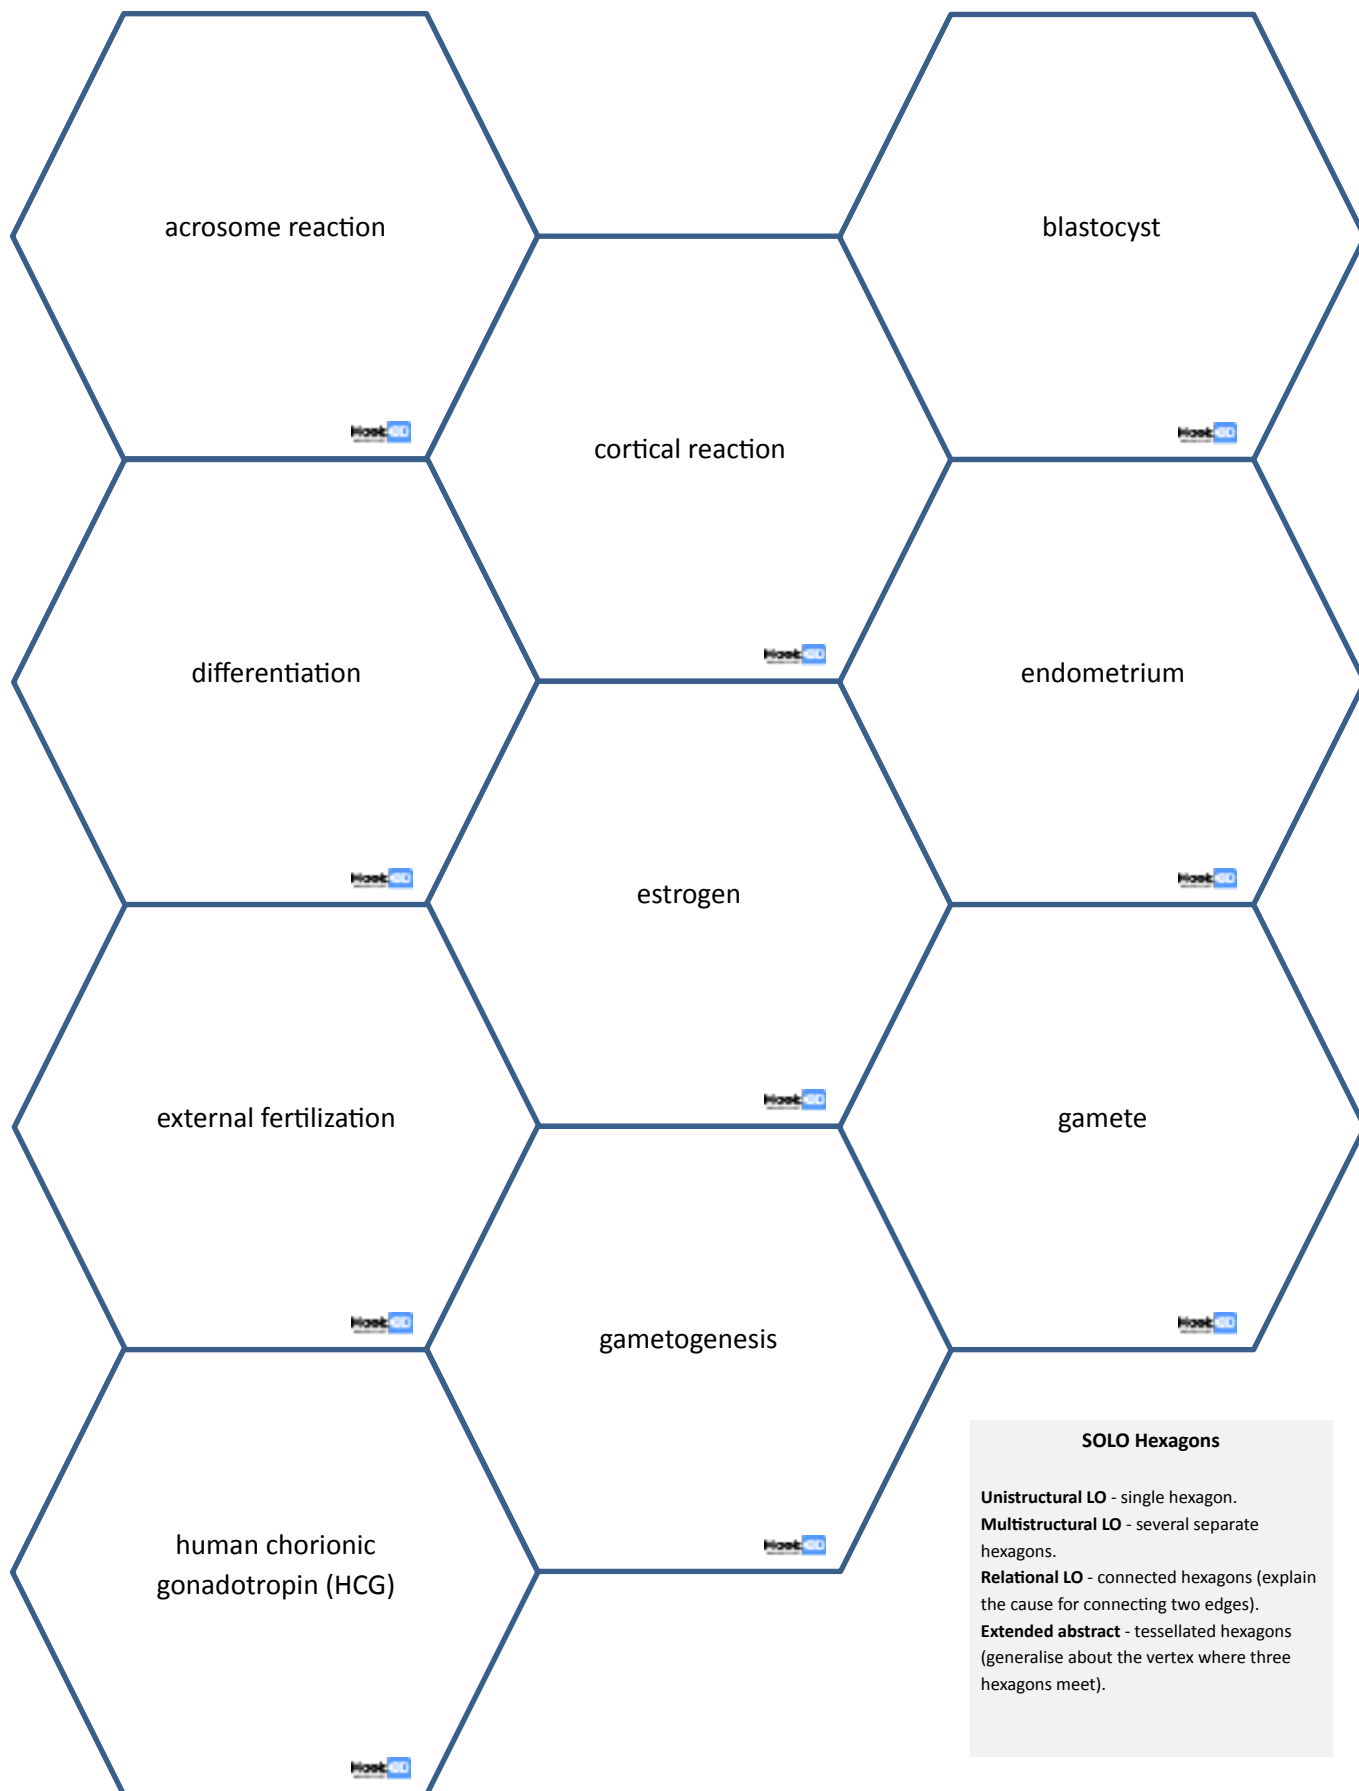 acrosome reaction
blastocyst
cortical reaction
differentiation
endometrium
estrogen
external fertilization
gamete
gametogenesis
human chorionic
gonadotropin (HCG)
SOLO Hexagons
Unistructural LO - single hexagon.
Multistructural LO - several separate
hexagons.
Relational LO - connected hexagons (explain
the cause for connecting two edges).
Extended abstract - tessellated hexagons
(generalise about the vertex where three
hexagons meet).